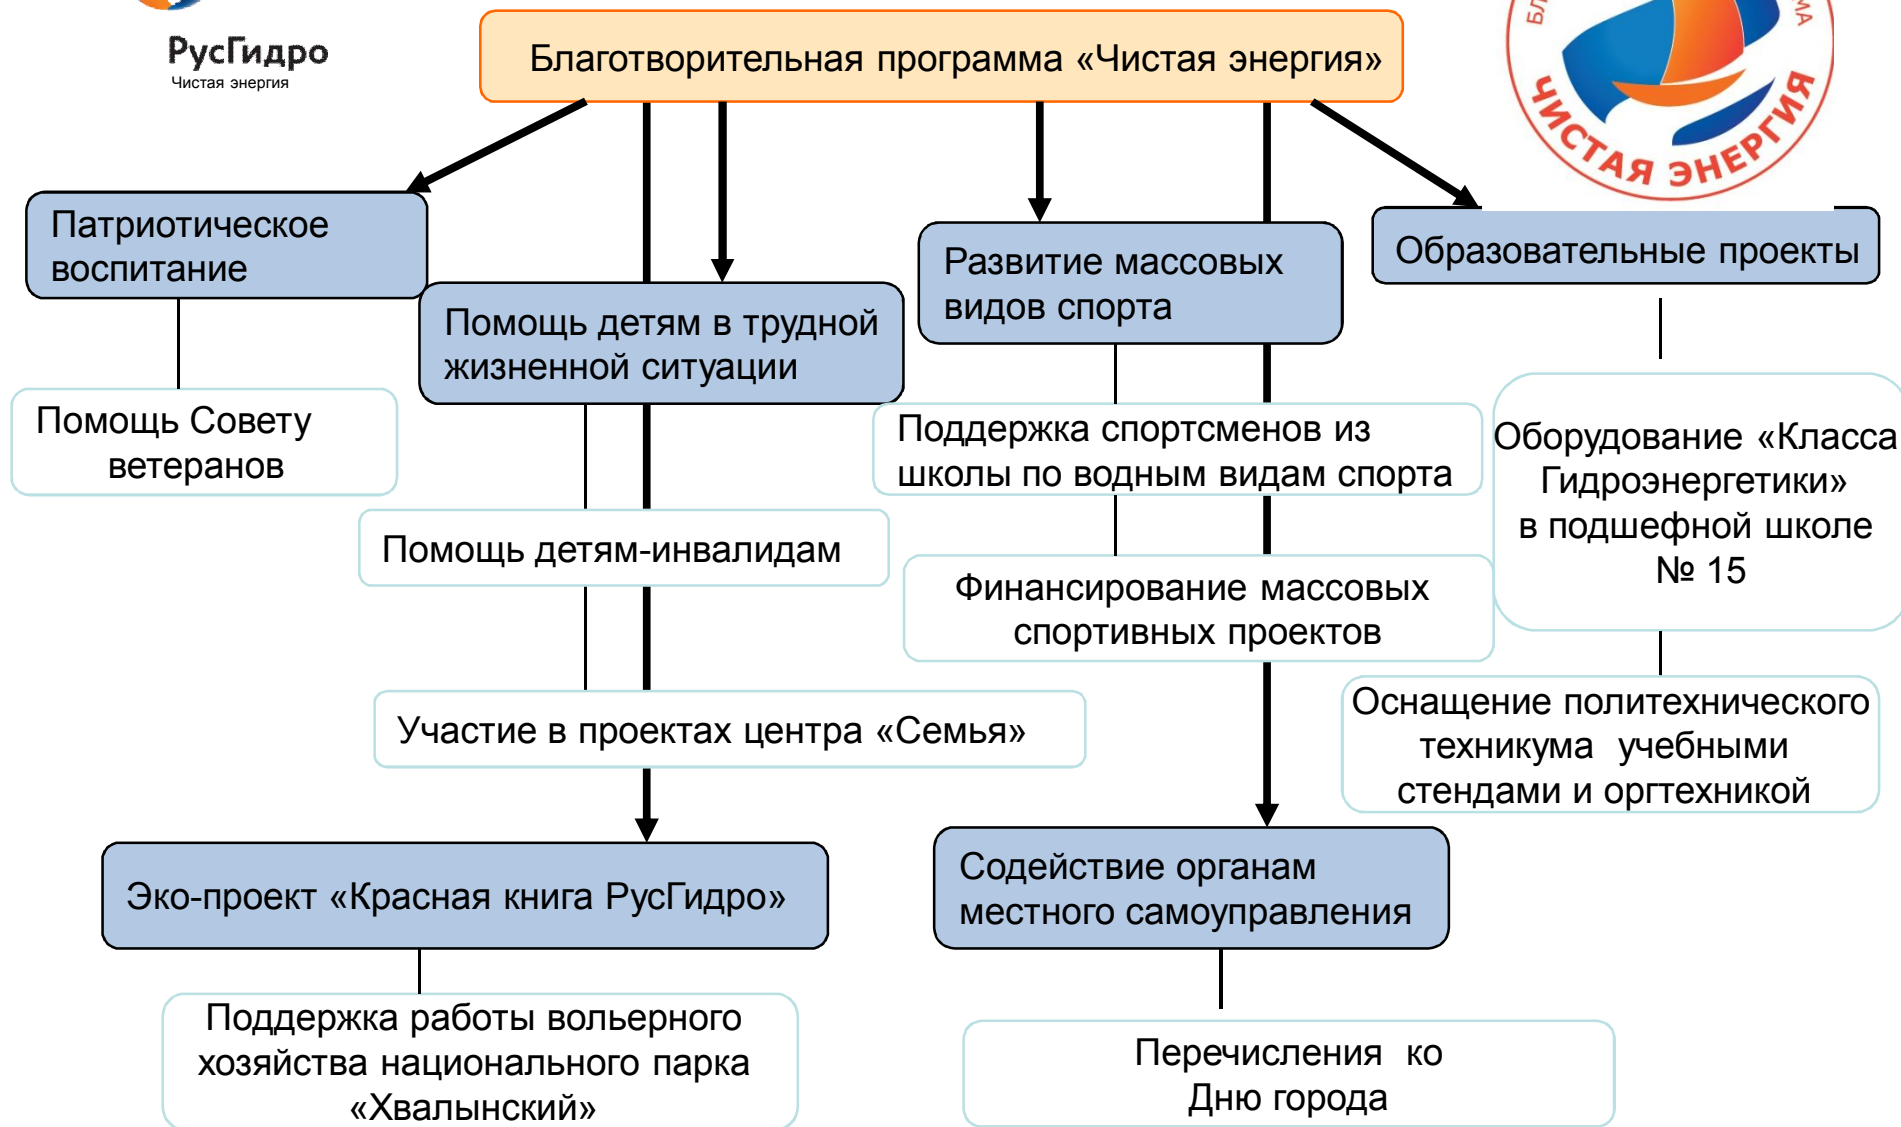 РусГидро
Чистая энергия
Благотворительная программа «Чистая энергия»
ЧИСТАЯ ЭНЕРГИЯ
Патриотическое
воспитание
Помощь детям в трудной
жизненной ситуации
Развитие массовых
видов спорта
Образовательные проекты
Помощь Совету
ветеранов
Поддержка спортсменов из
школы по водным видам спорта
Оборудование «Класса
Гидроэнергетики»
в подшефной школе
№ 15
Помощь детям-инвалидам
Финансирование массовых
спортивных проектов
Участие в проектах центра «Семья»
Оснащение политехнического
техникума учебными
стендами и оргтехникой
Эко-проект «Красная книга РусГидро»
Содействие органам
местного самоуправления
Поддержка работы вольерного
хозяйства национального парка
«Хвалынский»
Перечисления ко
Дню города